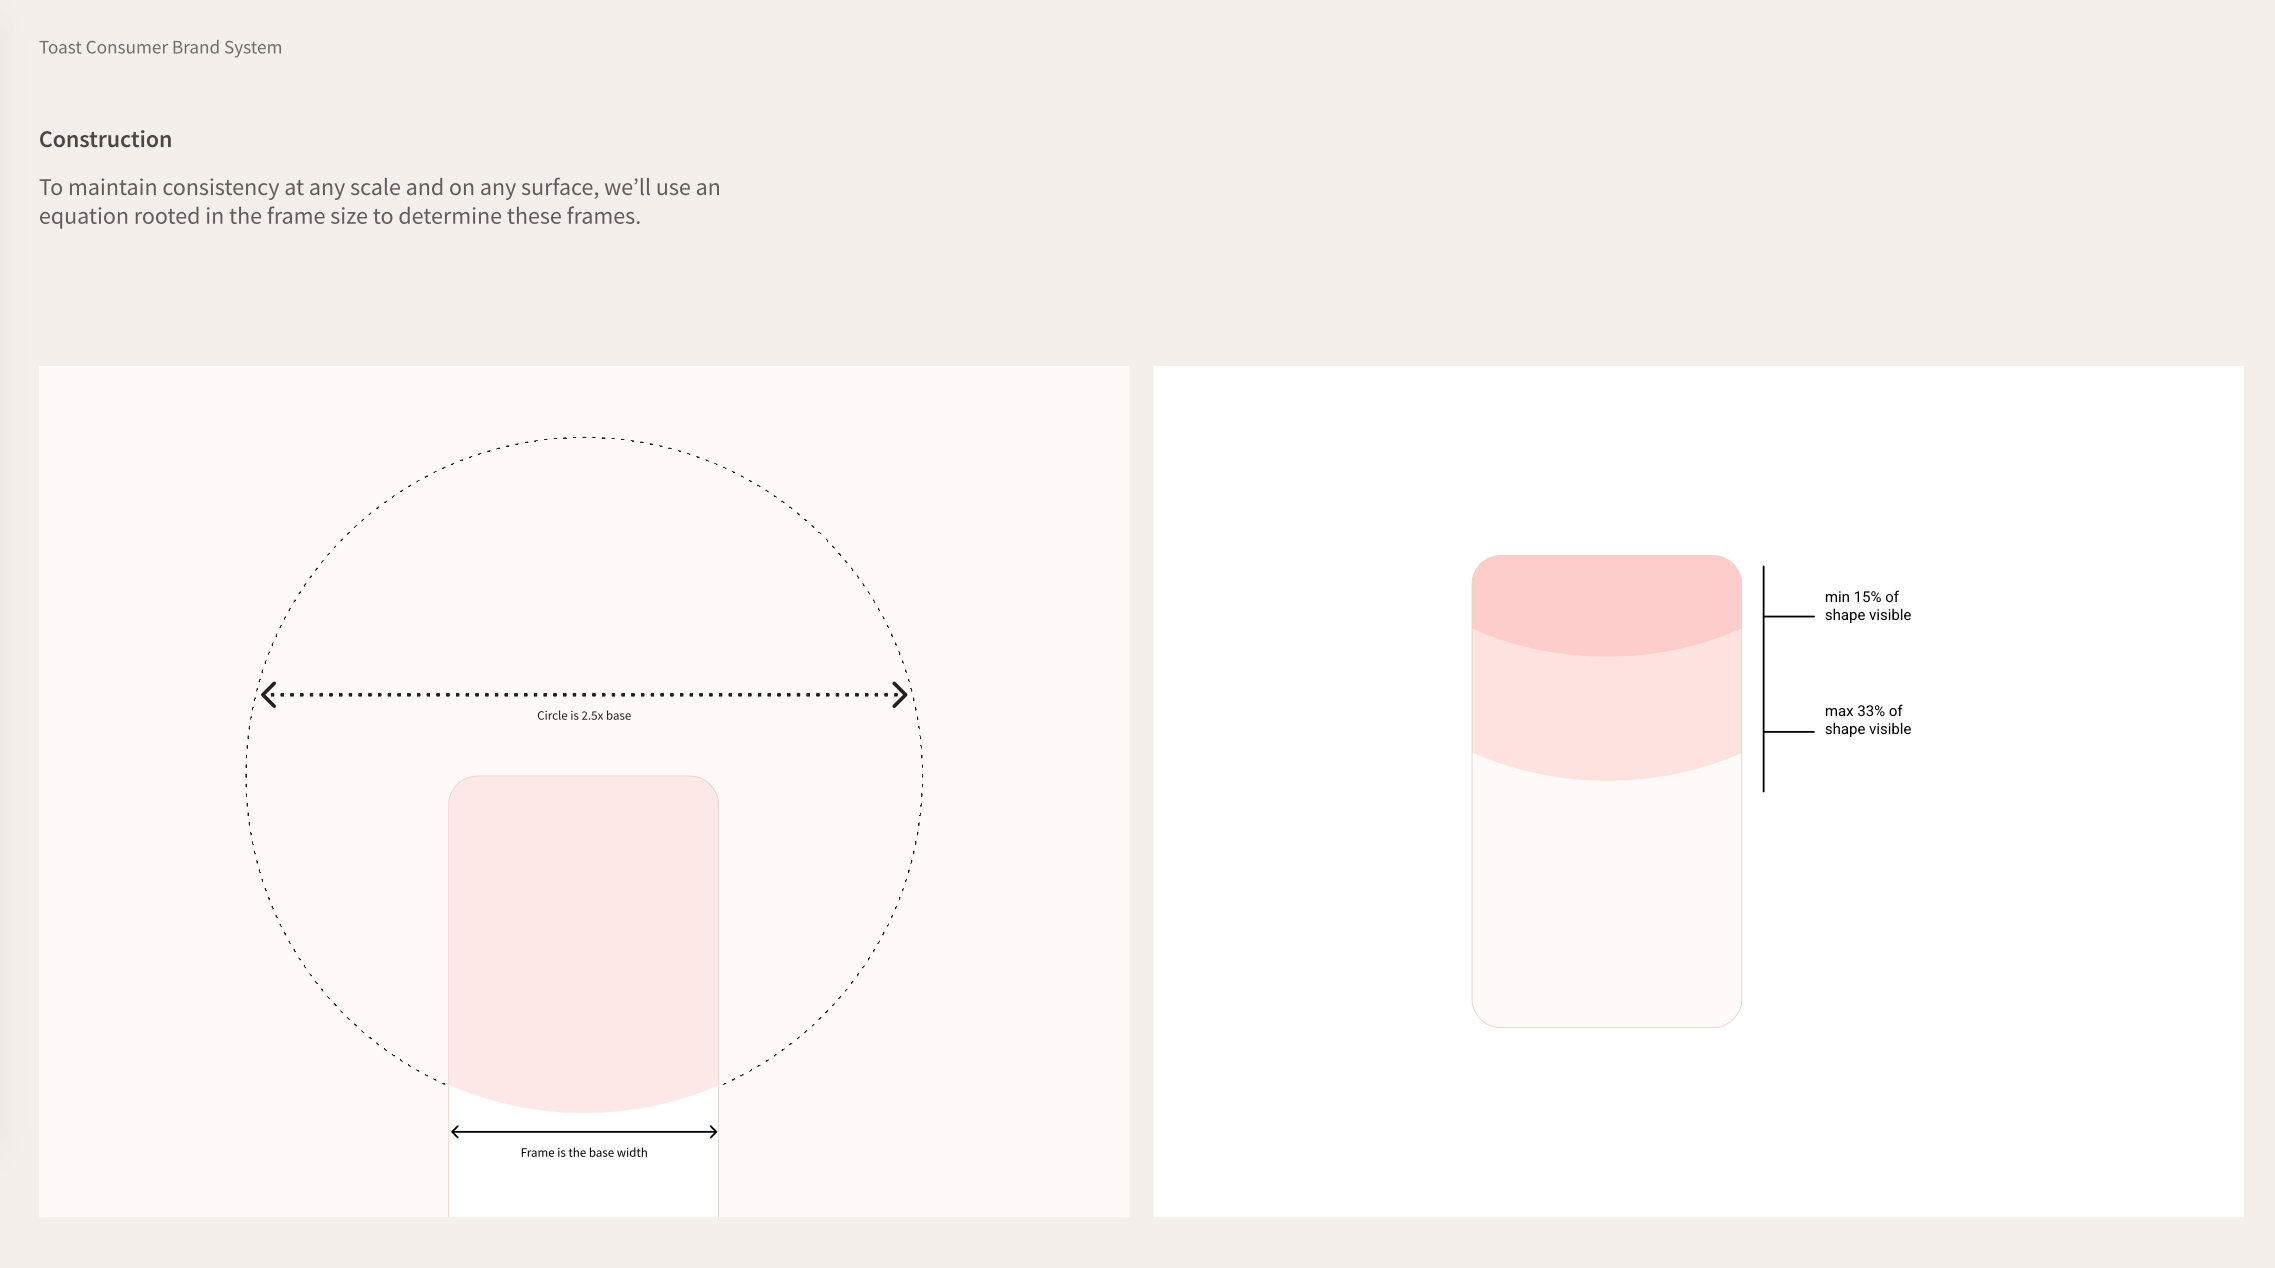 Toast Consumer Brand System
Construction
To maintain consistency at any scale and on any surface, we’ll use an
equation rooted in the frame size to determine these frames.
Circle is 2.5x base
Frame is the base width
min 15% of
shape visible
max 33% of
shape visible